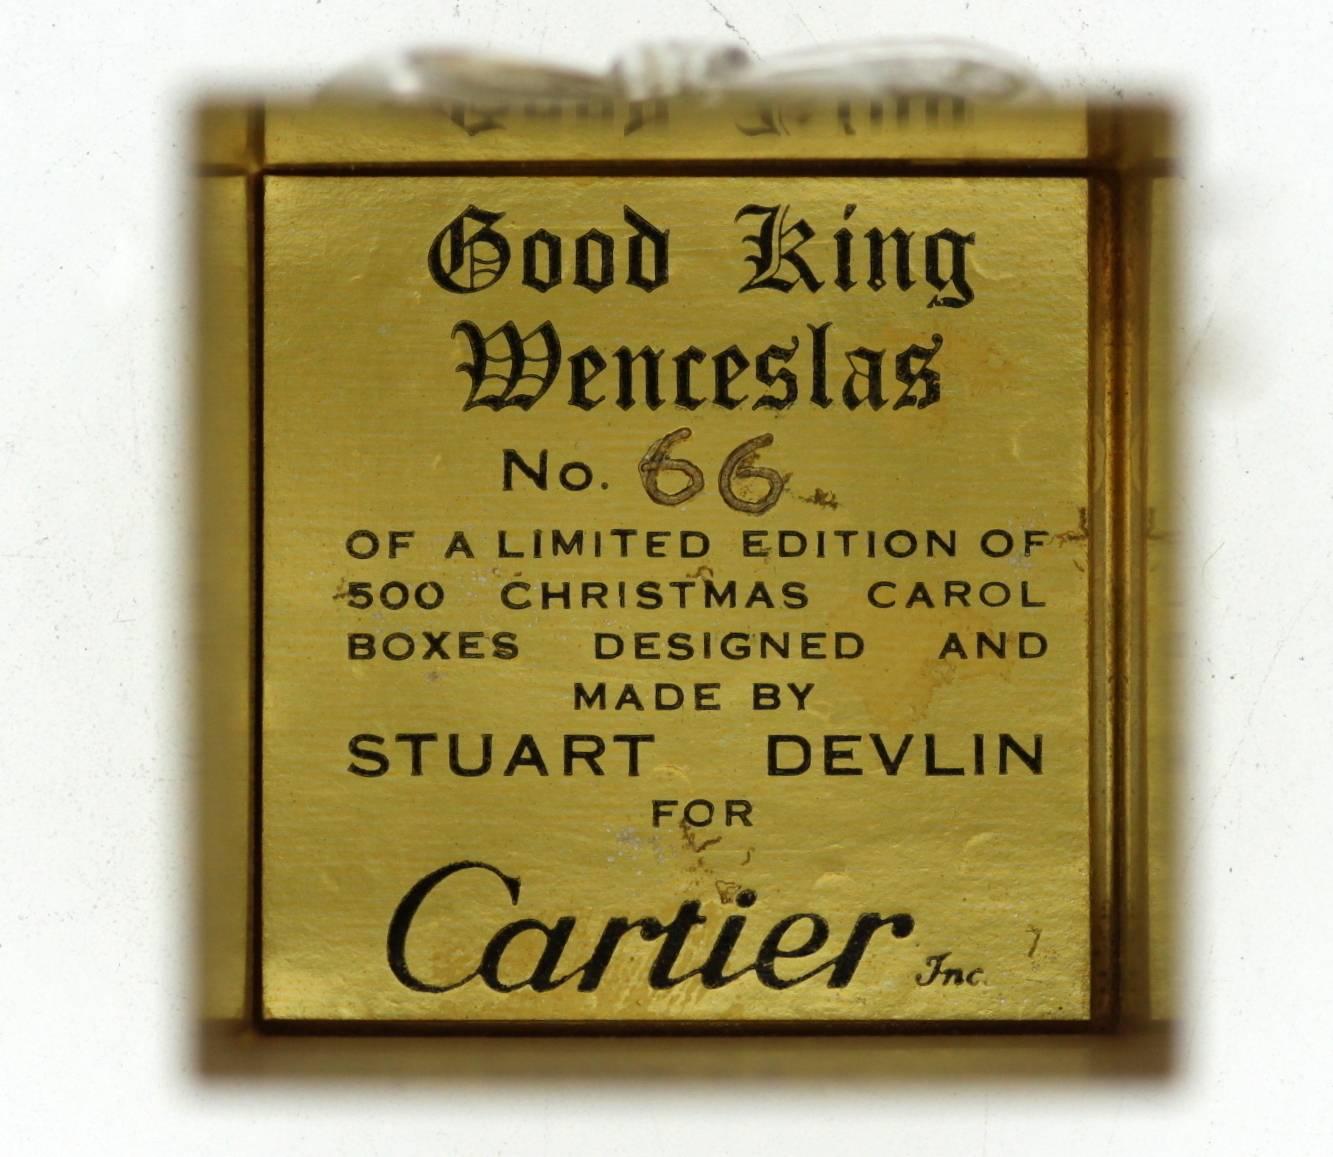 Good King
Wenceslas
No. 66
OF A LIMITED EDITION OF
500 CHRISTMAS CAROL
BOXES DESIGNED AND
MADE BY
STUART DEVLIN
FOR
Cartier Inc.